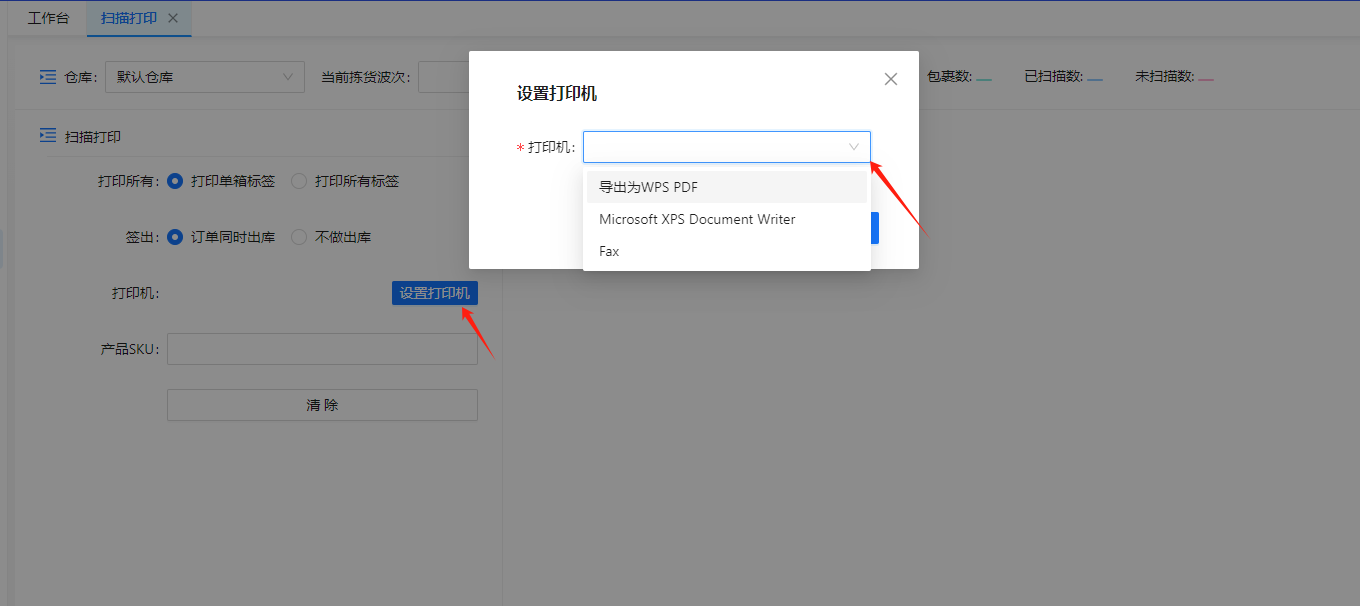 工作台 扫描打印
仓库: 默认仓库 当前拣货波次: 包裹数: 已扫描数: 未扫描数:
设置打印机
* 打印机:
导出为WPS PDF
Microsoft XPS Document Writer
Fax
扫描打印
打印所有: 打印单箱标签 打印所有标签
签出: 订单同时出库 不做出库
打印机: 设置打印机
产品SKU:
清 除